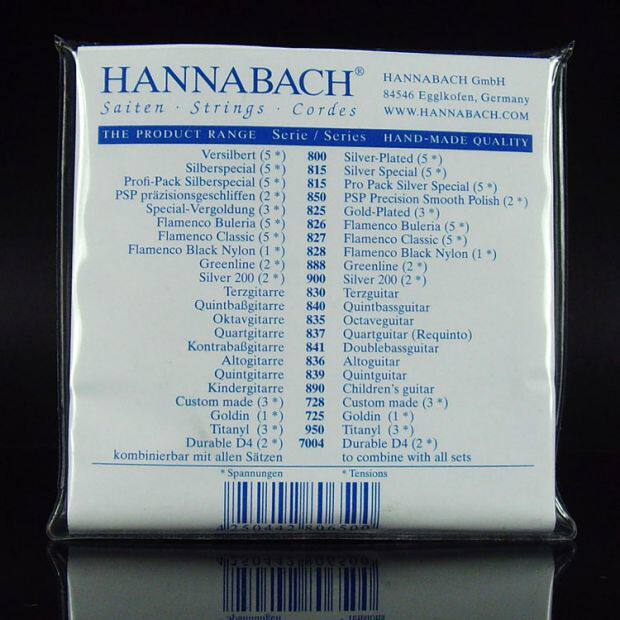 HANNABACH®
Saiten · Strings · Cordes
HANNABACH GmbH
84546 Egglkofen, Germany
WWW.HANNABACH.COM
THE PRODUCT RANGE Serie / Series HAND-MADE QUALITY
Versilbert (5 *) 800 Silver-Plated (5 *)
Silberspecial (5 *) 815 Silver Special (5 *)
Profi-Pack Silberspecial (5 *) 815 Pro Pack Silver Special (5 *)
PSP präzisionsgeschliffen (2 *) 850 PSP Precision Smooth Polish (2 *)
Special-Vergoldung (3 *) 825 Gold-Plated (3 *)
Flamenco Buleria (5 *) 826 Flamenco Buleria (5 *)
Flamenco Classic (5 *) 827 Flamenco Classic (5 *)
Flamenco Black Nylon (1 *) 828 Flamenco Black Nylon (1 *)
Greenline (2 *) 888 Greenline (2 *)
Silver 200 (2 *) 900 Silver 200 (2 *)
Terzgitarre 830 Terzguitar
Quintbaßgitarre 840 Quintbassguitar
Oktavgitarre 835 Octaveguitar
Quartgitarre 837 Quartguitar (Requinto)
Kontrabaßgitarre 841 Doublebassguitar
Altogitarre 836 Altoguitar
Quintgitarre 839 Quintguitar
Kindergitarre 890 Children's guitar
Custom made (3 *) 728 Custom made (3 *)
Goldin (1 *) 725 Goldin (1 *)
Titanyl (3 *) 950 Titanyl (3 *)
Durable D4 (2 *) 7004 Durable D4 (2 *)
kombinierbar mit allen Sätzen to combine with all sets
* Spannungen * Tensions
4 250442 806500